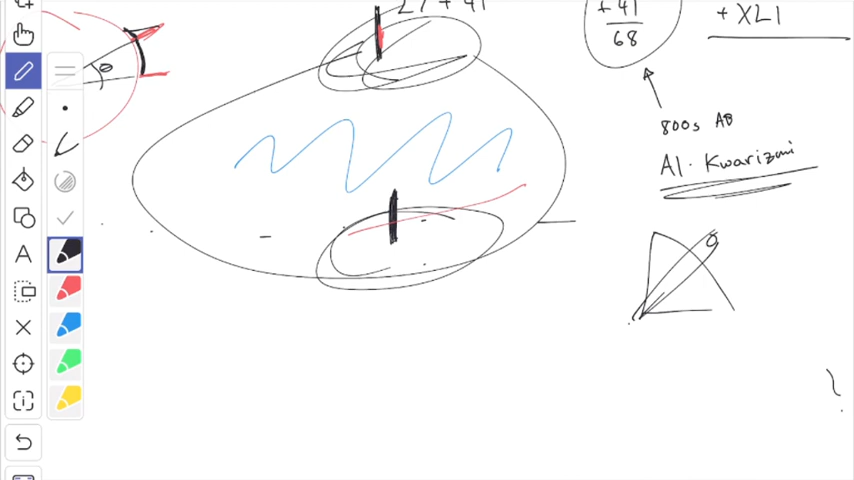 27 + 41
+ 41
68
+ XLI
θ
800s AD
Al-Kwarizmi
A